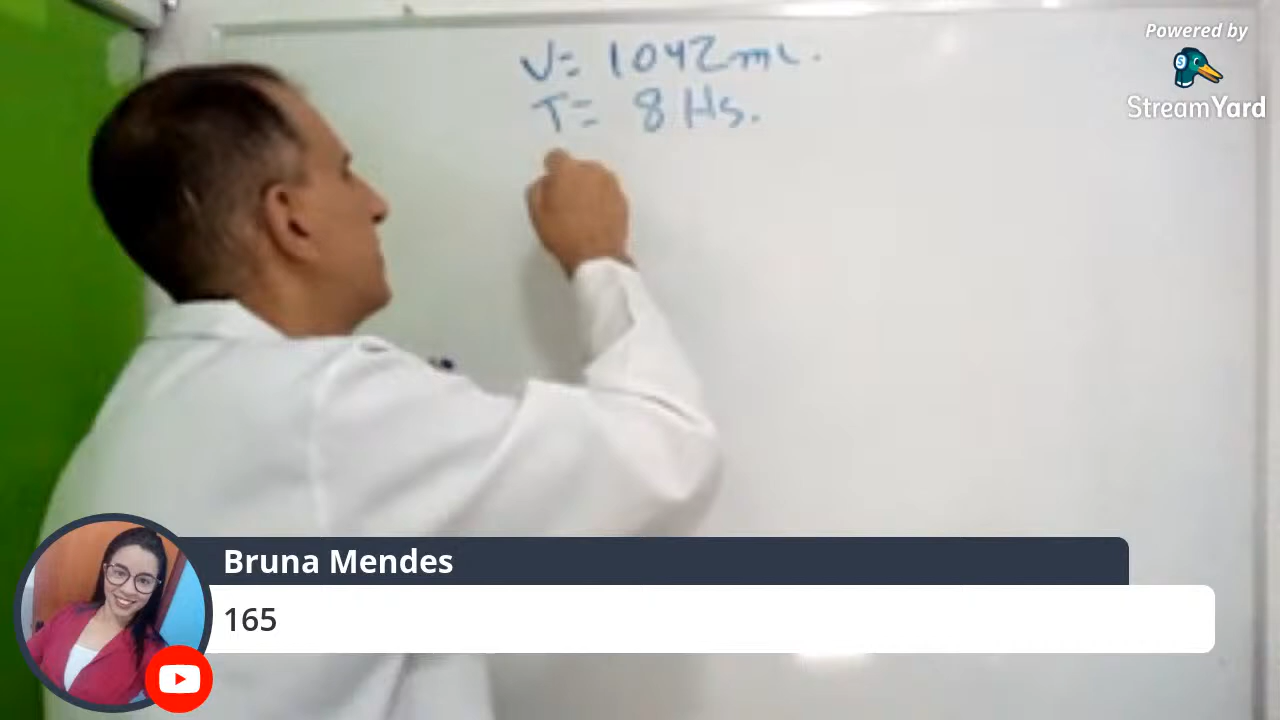 V= 1042 mL.
T= 8 Hs.
Powered by
StreamYard
Bruna Mendes
165